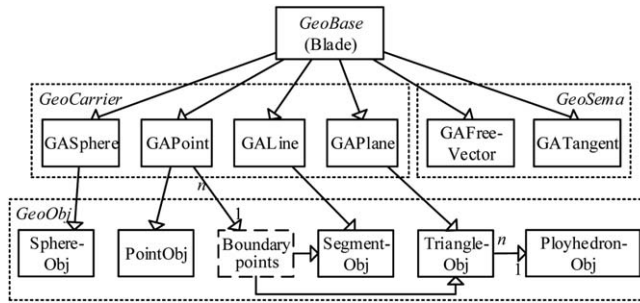 GeoBase
(Blade)
GeoCarrier
GeoSema
GASphere
GAPoint
GALine
GAPlane
GAFree-
Vector
GATangent
n
1
GeoObj
Sphere-
Obj
PointObj
Boundary
points
Segment-
Obj
Triangle-
Obj
n
1
Ployhedron-
Obj